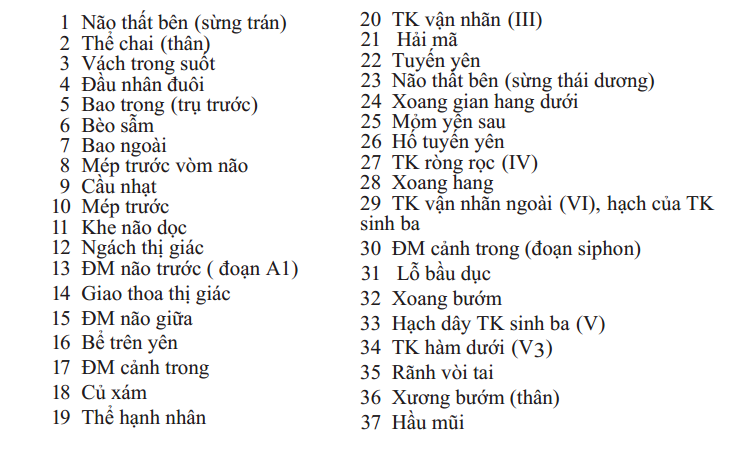 1 Não thất bên (sừng trán)
2 Thể chai (thân)
3 Vách trong suốt
4 Đầu nhân đuôi
5 Bao trong (trụ trước)
6 Bèo sẫm
7 Bao ngoài
8 Mép trước vòm não
9 Cầu nhạt
10 Mép trước
11 Khe não dọc
12 Ngách thị giác
13 ĐM não trước ( đoạn A1)
14 Giao thoa thị giác
15 ĐM não giữa
16 Bể trên yên
17 ĐM cảnh trong
18 Củ xám
19 Thể hạnh nhân
20 TK vận nhãn (III)
21 Hải mã
22 Tuyến yên
23 Não thất bên (sừng thái dương)
24 Xoang gian hang dưới
25 Mỏm yên sau
26 Hố tuyến yên
27 TK ròng rọc (IV)
28 Xoang hang
29 TK vận nhãn ngoài (VI), hạch của TK
sinh ba
30 ĐM cảnh trong (đoạn siphon)
31 Lỗ bầu dục
32 Xoang bướm
33 Hạch dây TK sinh ba (V)
34 TK hàm dưới (V3)
35 Rãnh vòi tai
36 Xương bướm (thân)
37 Hầu mũi